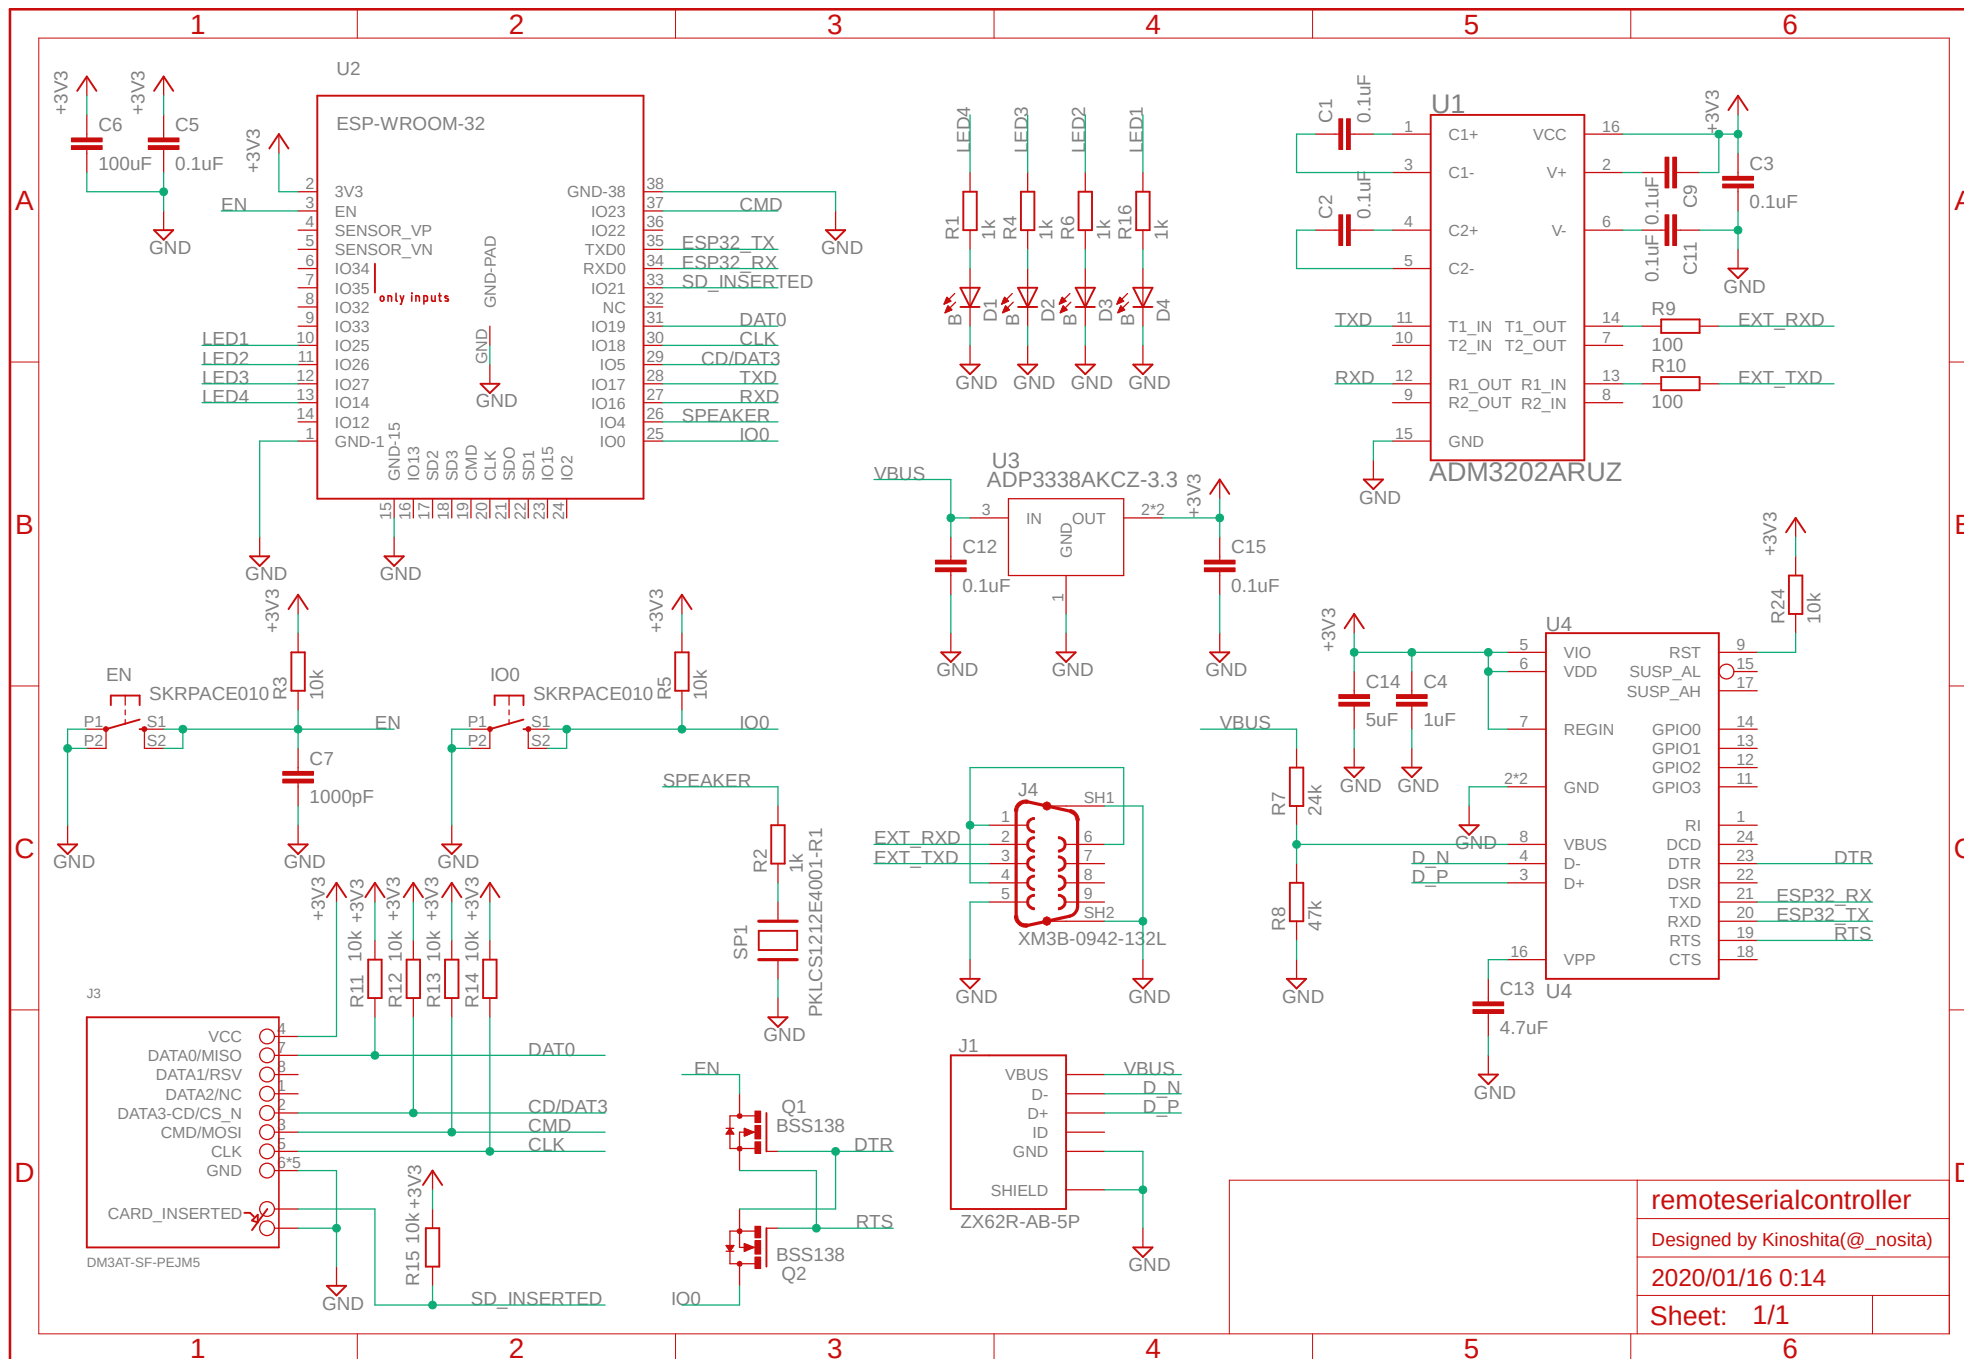 1 2 3 4 5 6
A
B
C
D
U2
ESP-WROOM-32
+3V3
+3V3
+3V3
C6
100uF
C5
0.1uF
GND
EN
2 3V3
3 EN
4 SENSOR_VP
5 SENSOR_VN
6 IO34
7 IO35
8 IO32
9 IO33
LED1 10 IO25
LED2 11 IO26
LED3 12 IO27
LED4 13 IO14
14 IO12
1 GND-1
only inputs
GND-PAD
GND
GND
GND-38 38
IO23 37 CMD
IO22 36
TXD0 35 ESP32_TX
RXD0 34 ESP32_RX
IO21 33 SD_INSERTED
NC 32
IO19 31 DAT0
IO18 30 CLK
IO5 29 CD/DAT3
IO17 28 TXD
IO16 27 RXD
IO4 26 SPEAKER
IO0 25 IO0
GND
GND-15 IO13 SD2 SD3 CMD CLK SDO SD1 IO15 IO2
15 16 17 18 19 20 21 22 23 24
GND
GND
LED4 LED3 LED2 LED1
R1 1k R4 1k R6 1k R16 1k
B D1 B D2 B D3 B D4
GND GND GND GND
U1
C1 0.1uF
C2 0.1uF
1 C1+ VCC 16
3 C1- V+ 2
4 C2+ V- 6
5 C2-
TXD 11 T1_IN T1_OUT 14
10 T2_IN T2_OUT 7
RXD 12 R1_OUT R1_IN 13
9 R2_OUT R2_IN 8
15 GND
ADM3202ARUZ
GND
+3V3
C3
0.1uF
0.1uF C9
0.1uF C11
GND
R9
100
EXT_RXD
R10
100
EXT_TXD
VBUS
U3
ADP3338AKCZ-3.3
3 IN OUT 2*2
GND
1
+3V3
C12
0.1uF
C15
0.1uF
GND GND GND
+3V3
R3 10k
EN
SKRPACE010
P1 S1
P2 S2
EN
C7
1000pF
GND GND
+3V3
R5 10k
IO0
SKRPACE010
P1 S1
P2 S2
IO0
GND
SPEAKER
R2 1k
SP1
PKLCS1212E4001-R1
GND
J4
SH1
1
EXT_RXD 2 6
EXT_TXD 3 7
4 8
5 9
SH2
XM3B-0942-132L
GND GND
VBUS
R7 24k
R8 47k
GND
+3V3
C14
5uF
C4
1uF
GND GND
+3V3
R24 10k
U4
5 VIO RST 9
6 VDD SUSP_AL 15
SUSP_AH 17
7 REGIN GPIO0 14
GPIO1 13
GPIO2 12
2*2 GND GPIO3 11
GND
RI 1
8 VBUS DCD 24
D_N 4 D- DTR 23 DTR
D_P 3 D+ DSR 22
TXD 21 ESP32_RX
RXD 20 ESP32_TX
RTS 19 RTS
16 VPP CTS 18
U4
C13
4.7uF
GND
+3V3 +3V3 +3V3 +3V3 +3V3
R11 10k R12 10k R13 10k R14 10k
J3
VCC 4
DATA0/MISO 7 DAT0
DATA1/RSV 8
DATA2/NC 1
DATA3-CD/CS_N 2 CD/DAT3
CMD/MOSI 3 CMD
CLK 5 CLK
GND 6*5
CARD_INSERTED
DM3AT-SF-PEJM5
GND
R15 10k +3V3
SD_INSERTED
EN
Q1
BSS138
DTR
RTS
BSS138
Q2
IO0
J1
VBUS VBUS
D- D_N
D+ D_P
ID
GND
SHIELD
ZX62R-AB-5P
GND
remoteserialcontroller
Designed by Kinoshita(@_nosita)
2020/01/16 0:14
Sheet: 1/1
A
D
1 2 3 4 5 6